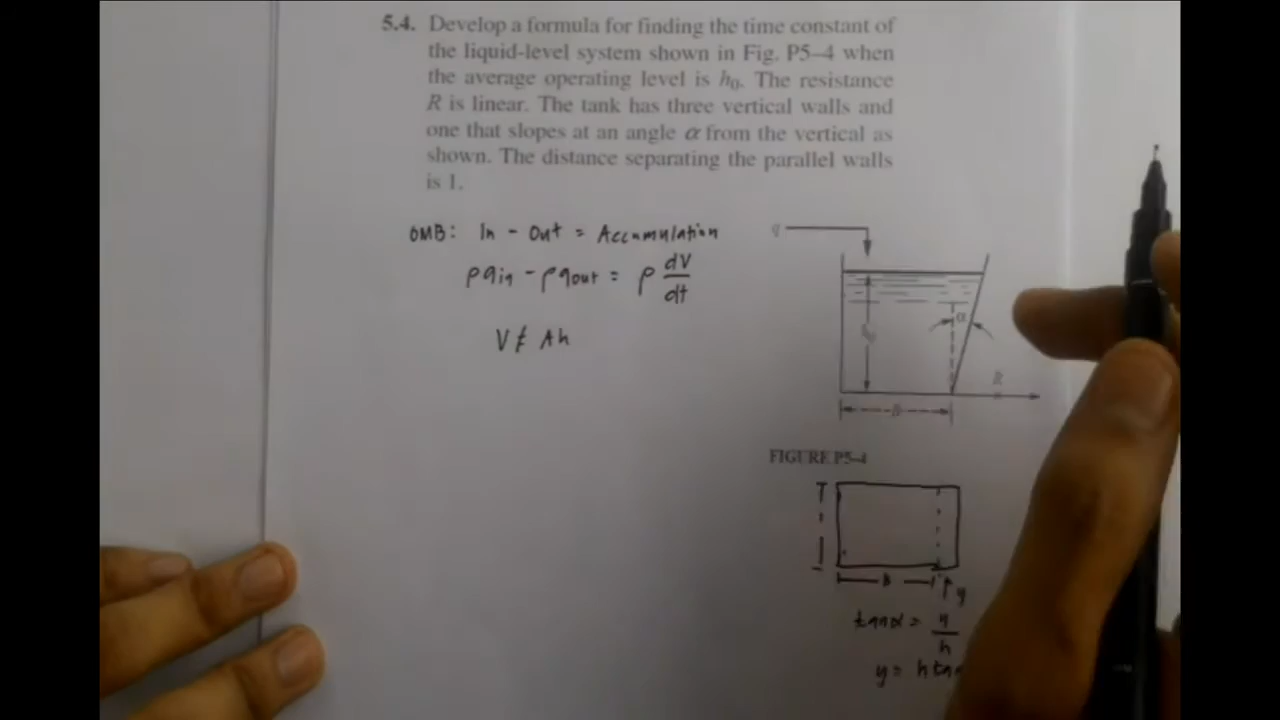 5.4. Develop a formula for finding the time constant of
the liquid-level system shown in Fig. P5–4 when
the average operating level is h₀. The resistance
R is linear. The tank has three vertical walls and
one that slopes at an angle α from the vertical as
shown. The distance separating the parallel walls
is 1.
OMB: In - Out = Accumulation
ρqin - ρqout = ρ dV/dt
V ≠ Ah
q
α
h₀
R
B
FIGURE P5–4
1
B
y
tanα = y/h
y = h tan